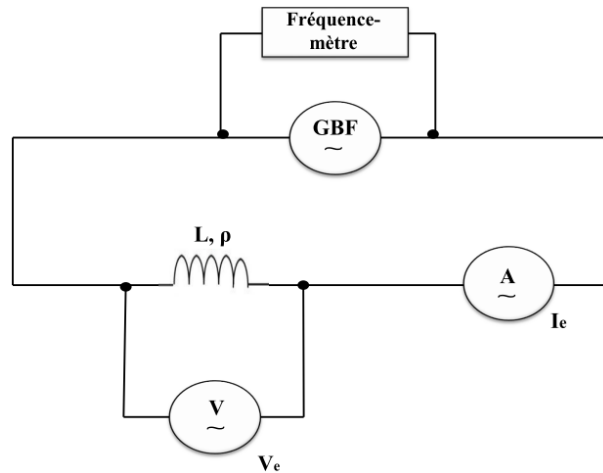 Fréquence-
mètre
GBF
~
L, ρ
A
~
Ie
V
~
Ve